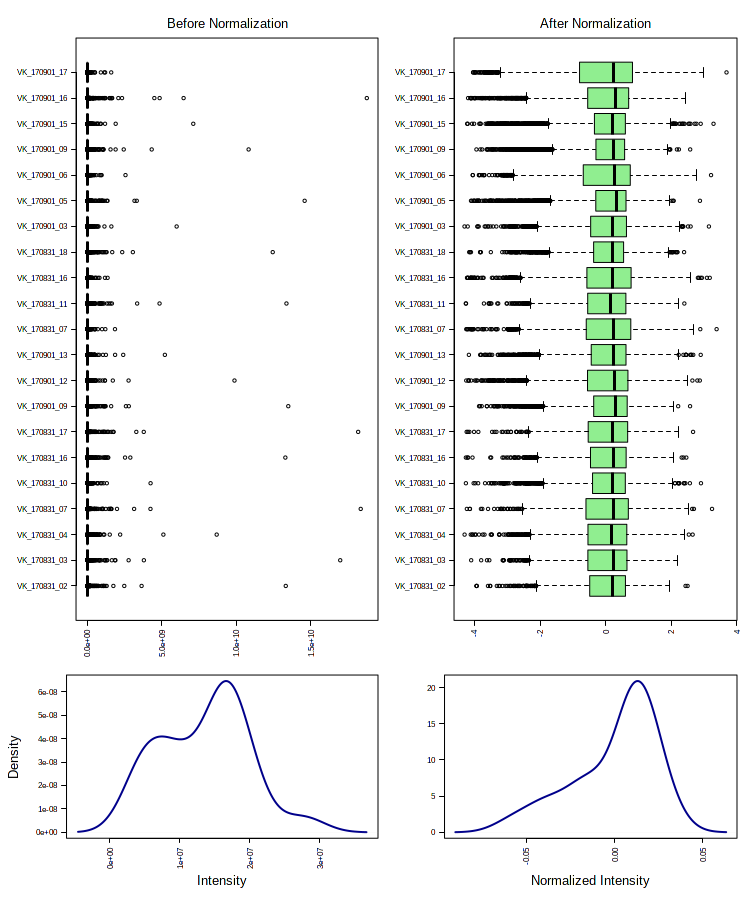 Before Normalization
VK_170901_17
VK_170901_16
VK_170901_15
VK_170901_09
VK_170901_06
VK_170901_05
VK_170901_03
VK_170831_18
VK_170831_16
VK_170831_11
VK_170831_07
VK_170901_13
VK_170901_12
VK_170901_09
VK_170831_17
VK_170831_16
VK_170831_10
VK_170831_07
VK_170831_04
VK_170831_03
VK_170831_02
0.0e+00 5.0e+09 1.0e+10 1.5e+10
After Normalization
VK_170901_17
VK_170901_16
VK_170901_15
VK_170901_09
VK_170901_06
VK_170901_05
VK_170901_03
VK_170831_18
VK_170831_16
VK_170831_11
VK_170831_07
VK_170901_13
VK_170901_12
VK_170901_09
VK_170831_17
VK_170831_16
VK_170831_10
VK_170831_07
VK_170831_04
VK_170831_03
VK_170831_02
-4 -2 0 2 4
Density
6e-08
5e-08
4e-08
3e-08
2e-08
1e-08
0e+00
0e+00 1e+07 2e+07 3e+07
Intensity
20
15
10
5
0
-0.05 0.00 0.05
Normalized Intensity